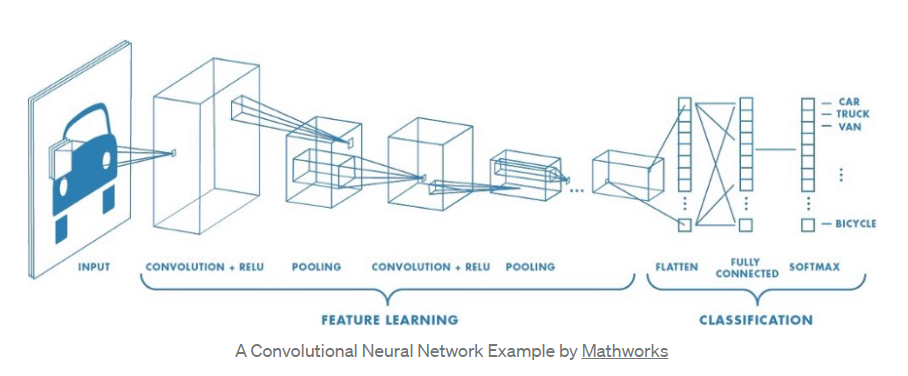 CAR
TRUCK
VAN
BICYCLE
INPUT
CONVOLUTION + RELU
POOLING
CONVOLUTION + RELU
POOLING
FLATTEN
FULLY
CONNECTED
SOFTMAX
FEATURE LEARNING
CLASSIFICATION
A Convolutional Neural Network Example by Mathworks